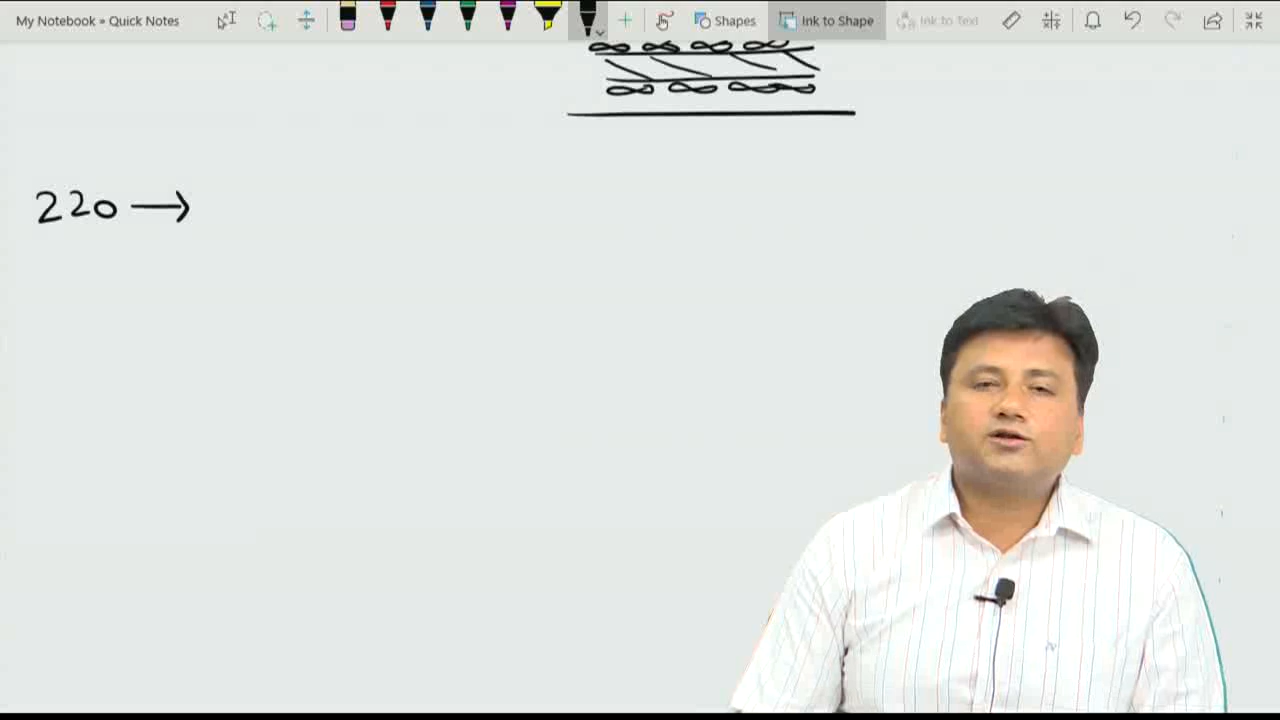 My Notebook » Quick Notes Shapes Ink to Shape Ink to Text
220 →